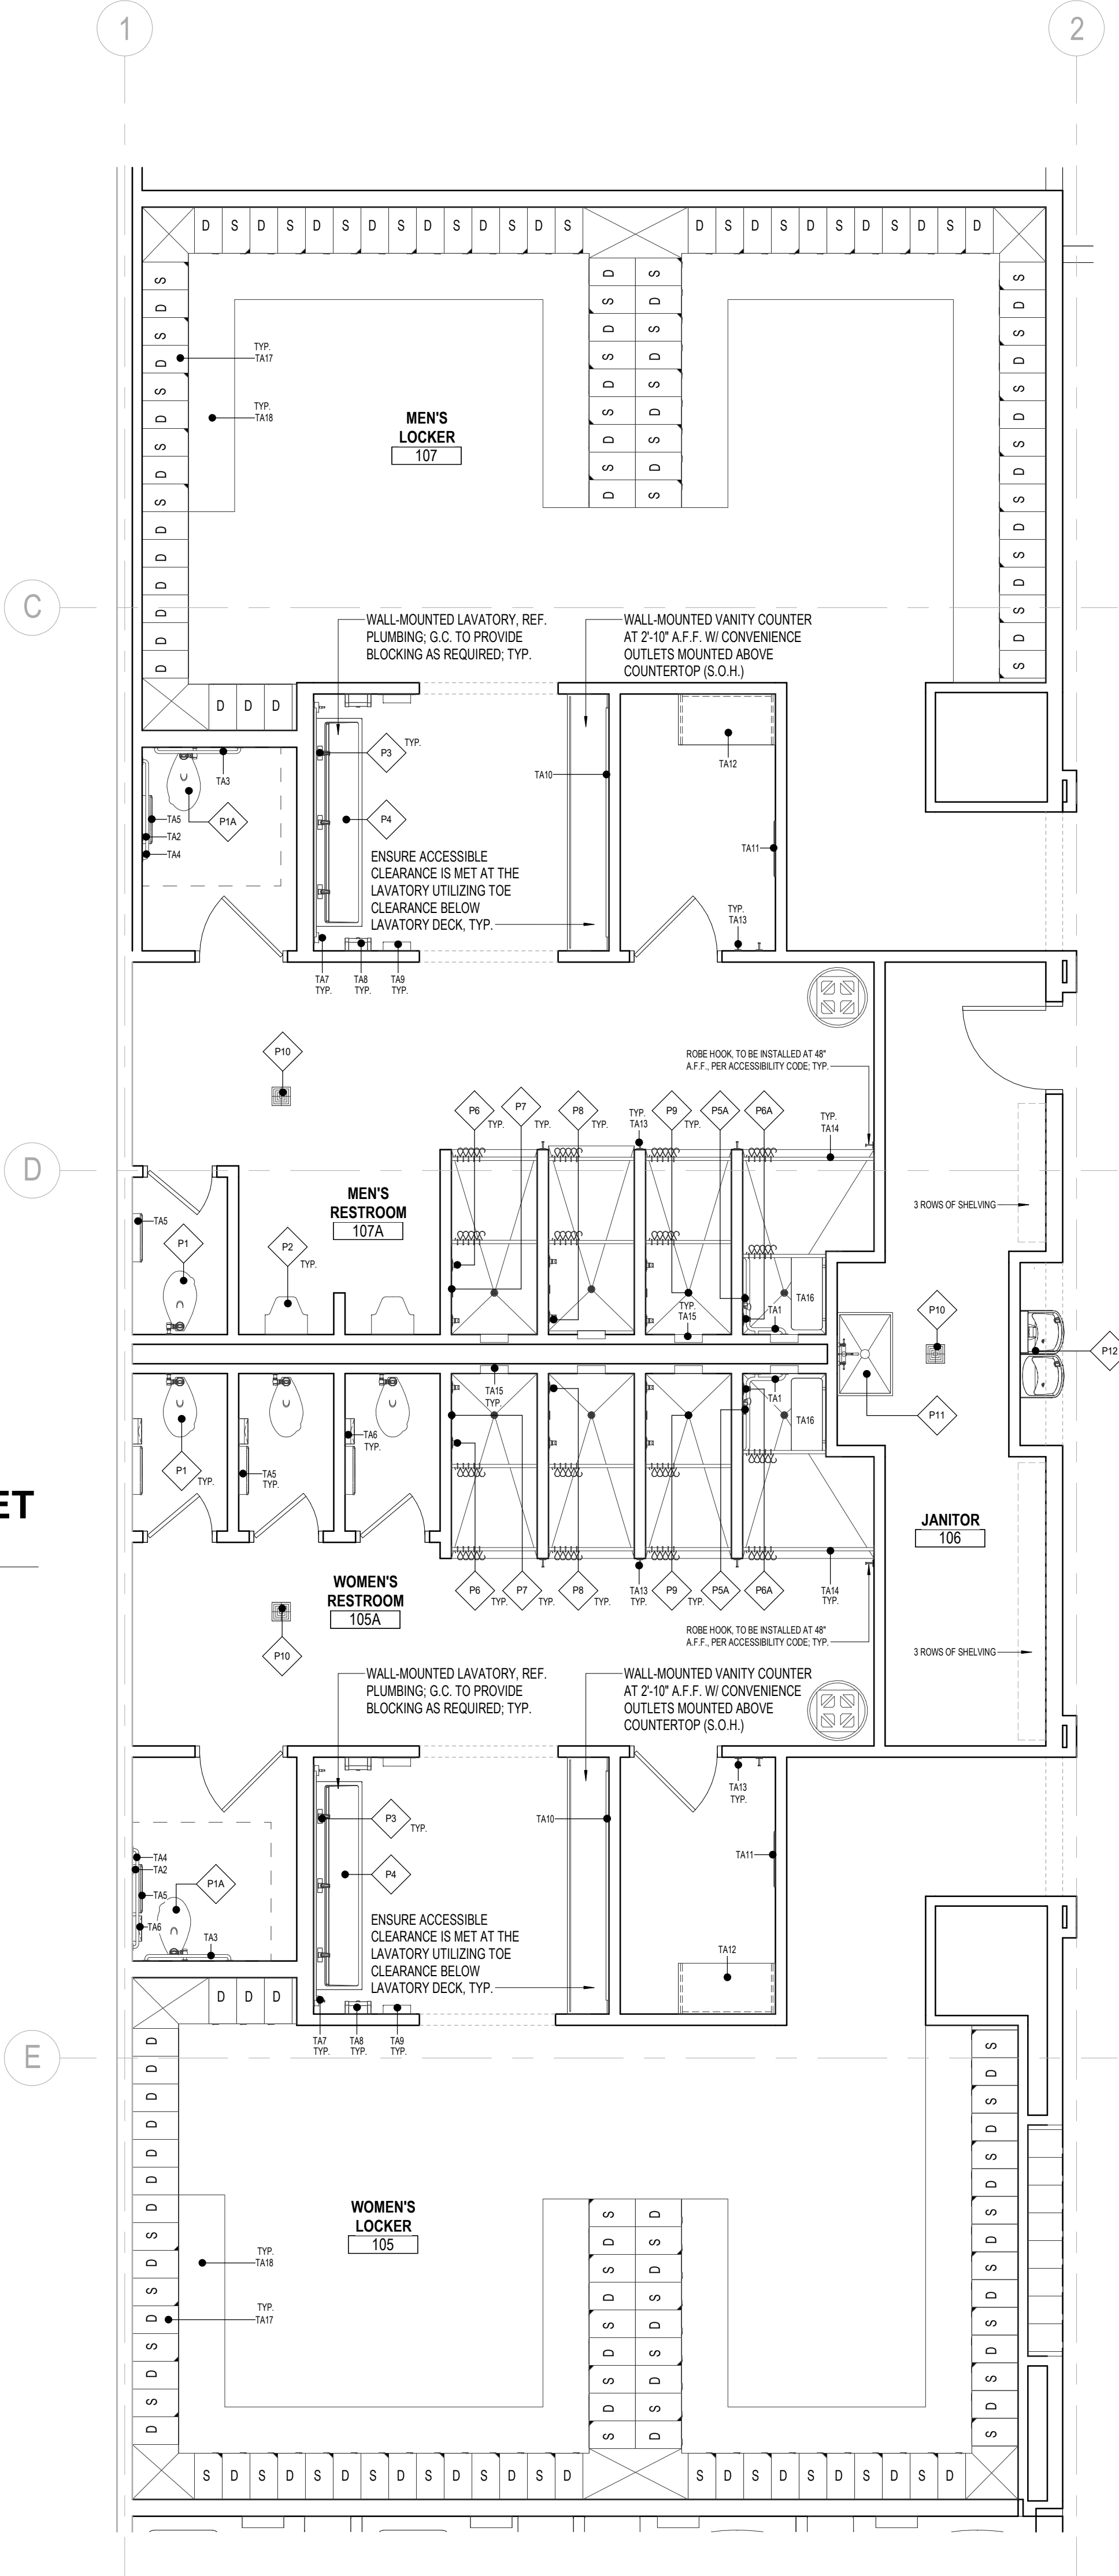 1
2
D S D S D S D S D S D S D S
D S D S D S D S D S D
S
D
S
D
S
D
S
D
S
D
D
D
D
D
D
D S
S D
D S
S D
D S
S D
D S
S D
D S
S
D
S
D
S
D
S
D
S
D
S
D
S
D
S
TYP.
TA17
TYP.
TA18
MEN'S
LOCKER
107
C
WALL-MOUNTED LAVATORY, REF.
PLUMBING; G.C. TO PROVIDE
BLOCKING AS REQUIRED; TYP.
WALL-MOUNTED VANITY COUNTER
AT 2'-10" A.F.F. W/ CONVENIENCE
OUTLETS MOUNTED ABOVE
COUNTERTOP (S.O.H.)
D D D
P3
TYP.
TA3
TA10
TA12
TA5
TA2
TA4
P1A
P4
TA11
ENSURE ACCESSIBLE
CLEARANCE IS MET AT THE
LAVATORY UTILIZING TOE
CLEARANCE BELOW
LAVATORY DECK, TYP.
TYP.
TA13
TA7
TYP.
TA8
TYP.
TA9
TYP.
P10
ROBE HOOK, TO BE INSTALLED AT 48"
A.F.F., PER ACCESSIBILITY CODE; TYP.
P6
TYP.
P7
TYP.
P8
TYP.
TYP.
TA13
P9
TYP.
P5A
P6A
TYP.
TA14
D
MEN'S
RESTROOM
107A
3 ROWS OF SHELVING
TA5
P1
P2
TYP.
TYP.
TA15
TA1
TA16
P10
P12
TA15
TYP.
TA1
TA16
P11
TA6
TYP.
P1
TYP.
TA5
TYP.
ET
JANITOR
106
WOMEN'S
RESTROOM
105A
P6
TYP.
P7
TYP.
P8
TYP.
TA13
TYP.
P9
TYP.
P5A
P6A
TA14
TYP.
P10
ROBE HOOK, TO BE INSTALLED AT 48"
A.F.F., PER ACCESSIBILITY CODE; TYP.
3 ROWS OF SHELVING
WALL-MOUNTED LAVATORY, REF.
PLUMBING; G.C. TO PROVIDE
BLOCKING AS REQUIRED; TYP.
WALL-MOUNTED VANITY COUNTER
AT 2'-10" A.F.F. W/ CONVENIENCE
OUTLETS MOUNTED ABOVE
COUNTERTOP (S.O.H.)
TA13
TYP.
P3
TYP.
TA10
TA11
TA4
TA2
TA5
TA6
P1A
P4
TA3
ENSURE ACCESSIBLE
CLEARANCE IS MET AT THE
LAVATORY UTILIZING TOE
CLEARANCE BELOW
LAVATORY DECK, TYP.
TA12
D D D
TA7
TYP.
TA8
TYP.
TA9
TYP.
E
D
D
D
D
D
D
D
S
D
S
D
S
D
S
D
S
D
S
D
S
D
S
D
S
D
S
D
S
D
S
WOMEN'S
LOCKER
105
TYP.
TA18
TYP.
TA17
S D
D S
S D
D S
S D
D S
S D
D S
S D
S D S D S D S D S D S D S D
S D S D S D S D S D